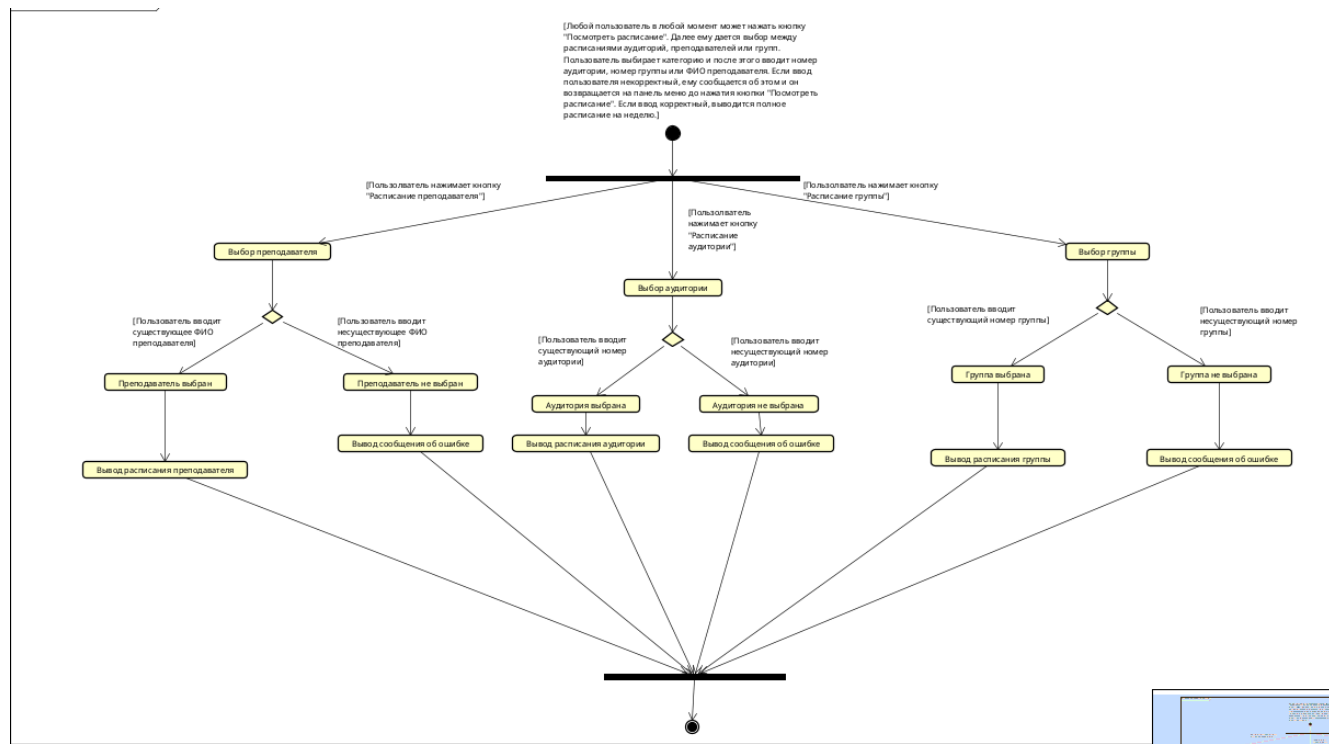 [Любой пользователь в любой момент может нажать кнопку
"Посмотреть расписание". Далее ему дается выбор между
расписаниями аудиторий, преподавателей или групп.
Пользователь выбирает категорию и после этого вводит номер
аудитории, номер группы или ФИО преподавателя. Если ввод
пользователя некорректный, ему сообщается об этом и он
возвращается на панель меню до нажатия кнопки "Посмотреть
расписание". Если ввод корректный, выводится полное
расписание на неделю.]
[Пользолватель нажимает кнопку
"Расписание преподавателя"]
[Пользолватель
нажимает кнопку
"Расписание
аудитории"]
[Пользолватель нажимает кнопку
"Расписание группы"]
Выбор преподавателя
Выбор аудитории
Выбор группы
[Пользователь вводит
существующее ФИО
преподавателя]
[Пользователь вводит
несуществующее ФИО
преподавателя]
[Пользователь вводит
существующий номер
аудитории]
[Пользователь вводит
несуществующий номер
аудитории]
[Пользователь вводит
существующий номер группы]
[Пользователь вводит
несуществующий номер
группы]
Преподаватель выбран
Преподаватель не выбран
Аудитория выбрана
Аудитория не выбрана
Группа выбрана
Группа не выбрана
Вывод расписания преподавателя
Вывод сообщения об ошибке
Вывод расписания аудитории
Вывод сообщения об ошибке
Вывод расписания группы
Вывод сообщения об ошибке